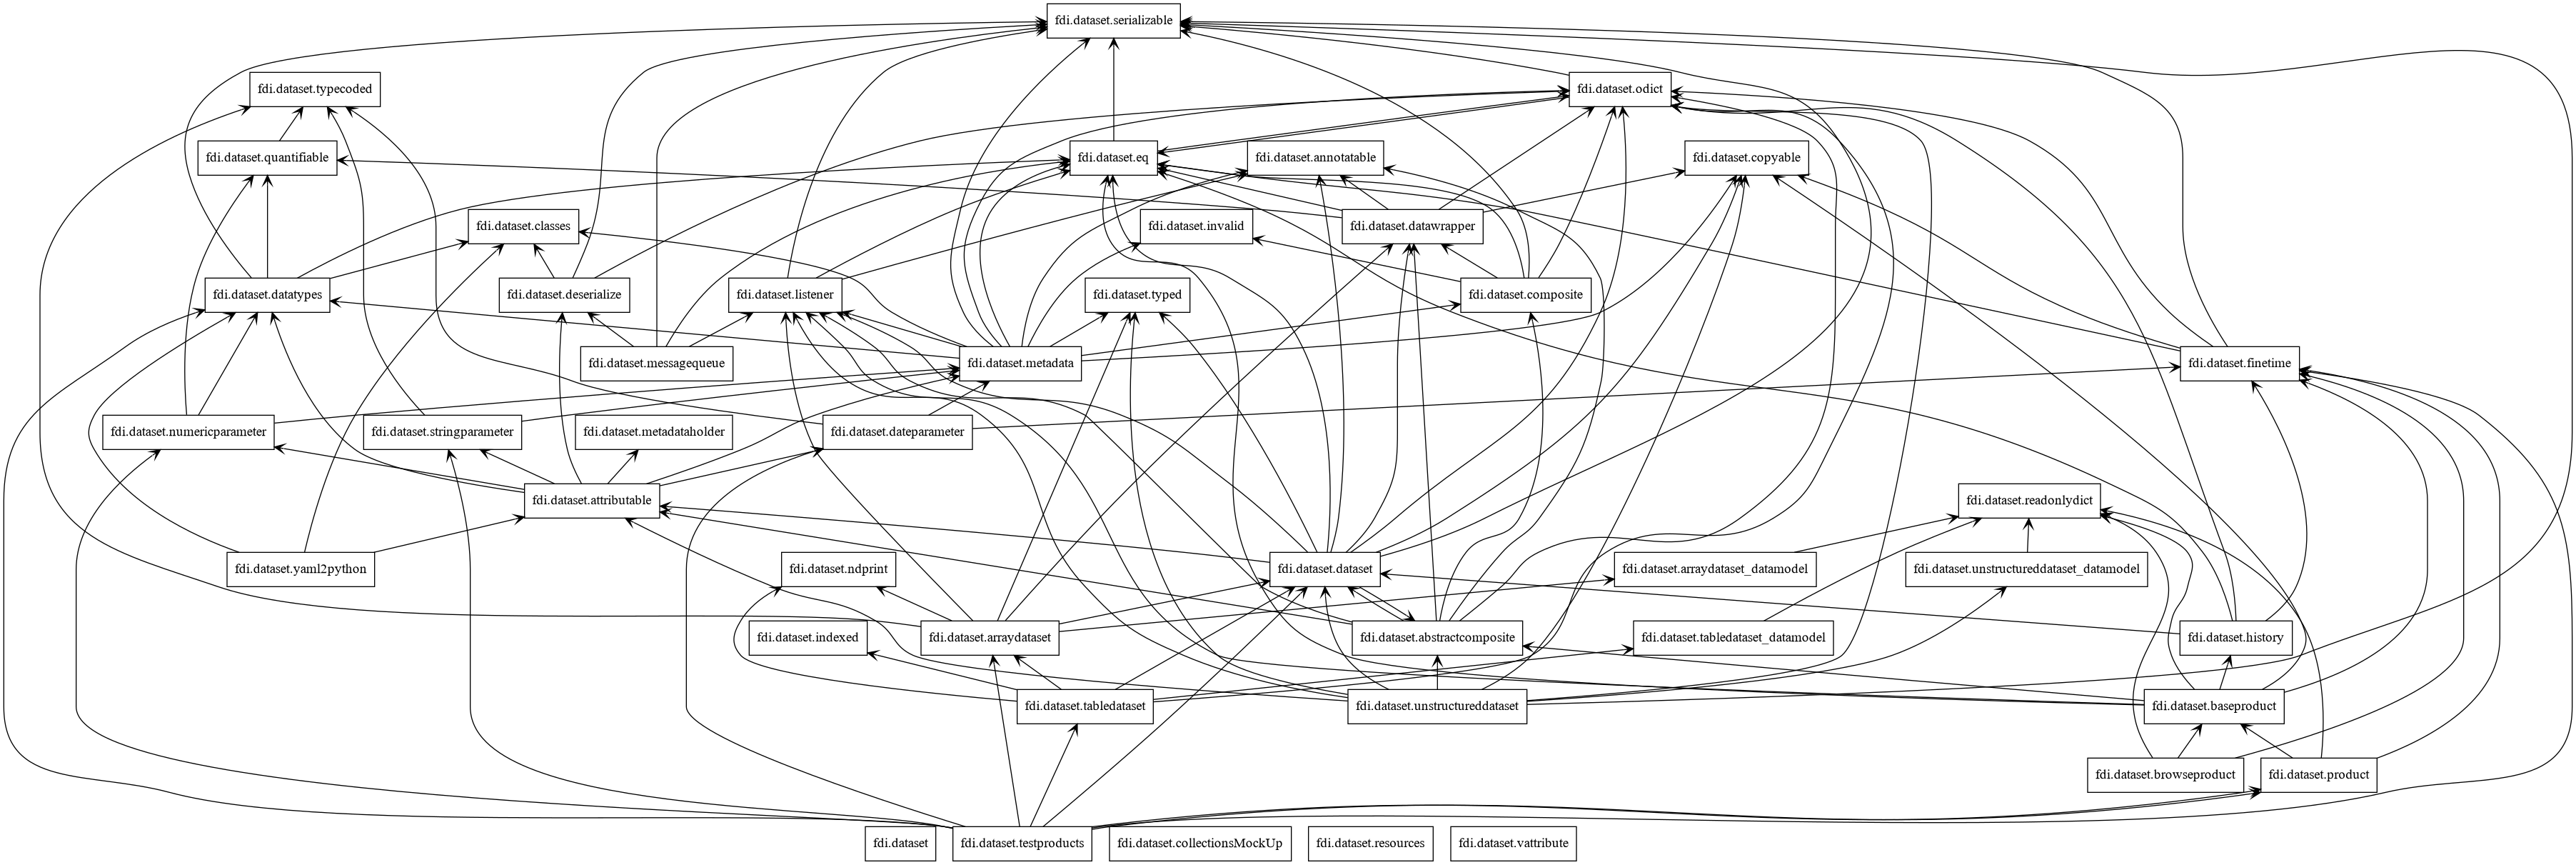 fdi.dataset.serializable
fdi.dataset.typecoded
fdi.dataset.odict
fdi.dataset.quantifiable
fdi.dataset.eq
fdi.dataset.annotatable
fdi.dataset.copyable
fdi.dataset.classes
fdi.dataset.invalid
fdi.dataset.datawrapper
fdi.dataset.datatypes
fdi.dataset.deserialize
fdi.dataset.listener
fdi.dataset.typed
fdi.dataset.composite
fdi.dataset.messagequeue
fdi.dataset.metadata
fdi.dataset.finetime
fdi.dataset.numericparameter
fdi.dataset.stringparameter
fdi.dataset.metadataholder
fdi.dataset.dateparameter
fdi.dataset.attributable
fdi.dataset.readonlydict
fdi.dataset.yaml2python
fdi.dataset.ndprint
fdi.dataset.dataset
fdi.dataset.arraydataset_datamodel
fdi.dataset.unstructureddataset_datamodel
fdi.dataset.indexed
fdi.dataset.arraydataset
fdi.dataset.abstractcomposite
fdi.dataset.tabledataset_datamodel
fdi.dataset.history
fdi.dataset.tabledataset
fdi.dataset.unstructureddataset
fdi.dataset.baseproduct
fdi.dataset.browseproduct
fdi.dataset.product
fdi.dataset
fdi.dataset.testproducts
fdi.dataset.collectionsMockUp
fdi.dataset.resources
fdi.dataset.vattribute